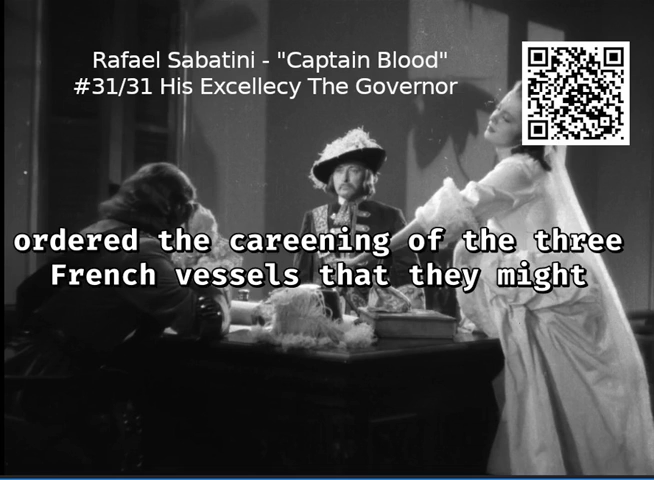 Rafael Sabatini - "Captain Blood"
#31/31 His Excellecy The Governor
ordered the careening of the three
French vessels that they might